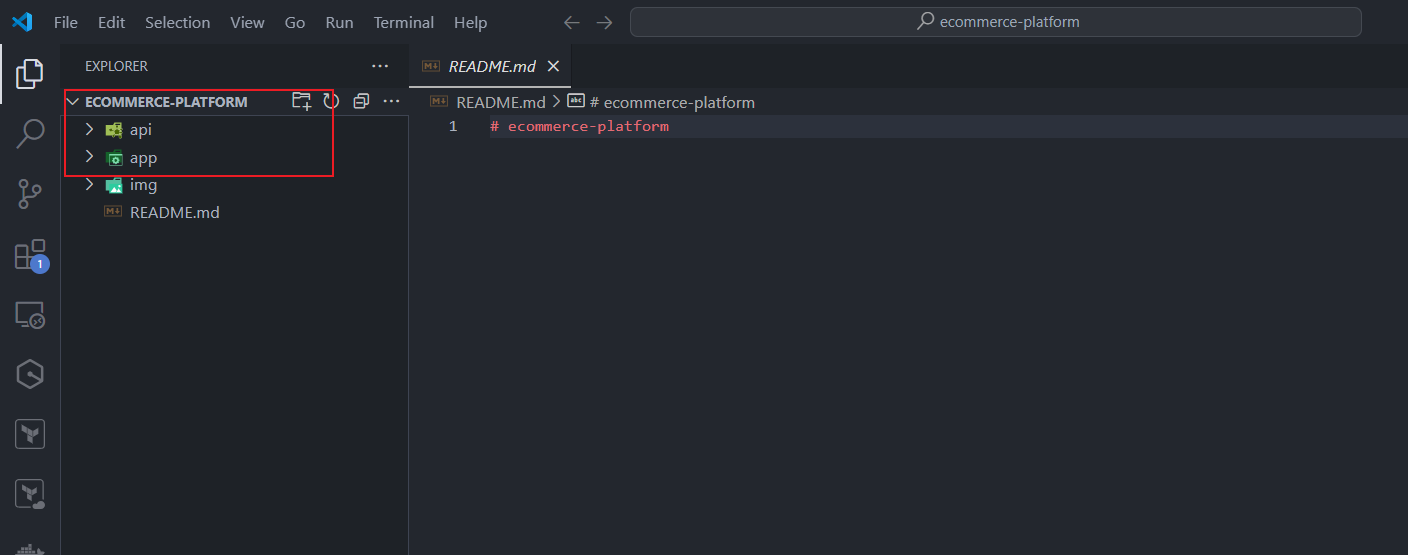 File Edit Selection View Go Run Terminal Help ecommerce-platform
EXPLORER
README.md
ECOMMERCE-PLATFORM
README.md # ecommerce-platform
api
1 # ecommerce-platform
app
img
README.md
1